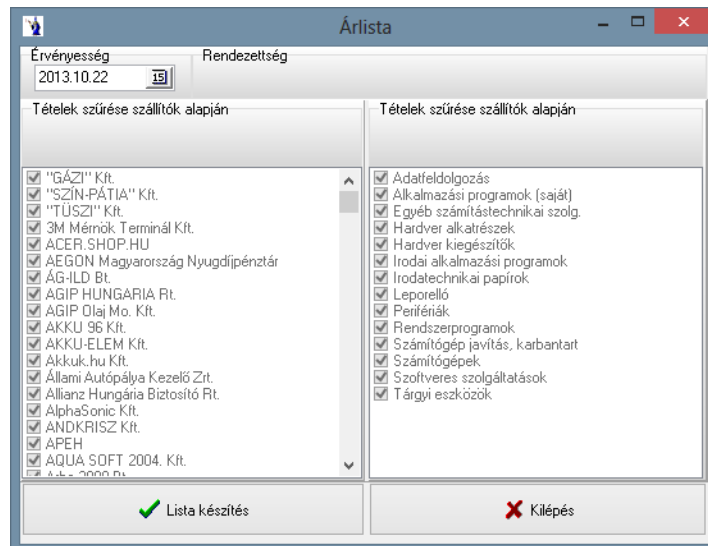 Árlista
Érvényesség
Rendezettség
2013.10.22
15
Tételek szűrése szállítók alapján
"GÁZI" Kft.
"SZÍN-PÁTIA" Kft.
"TÜSZI" Kft.
3M Mérnök Terminál Kft.
ACER.SHOP.HU
AEGON Magyarország Nyugdíjpénztár
ÁG-ILD Bt.
AGIP HUNGARIA Rt.
AGIP Olaj Mo. Kft.
AKKU 96 Kft.
AKKU-ELEM Kft.
Akkuk.hu Kft.
Állami Autópálya Kezelő Zrt.
Allianz Hungária Biztosító Rt.
AlphaSonic Kft.
ANDKRISZ Kft.
APEH
AQUA SOFT 2004. Kft.
Tételek szűrése szállítók alapján
Adatfeldolgozás
Alkalmazási programok (saját)
Egyéb számítástechnikai szolg.
Hardver alkatrészek
Hardver kiegészítők
Irodai alkalmazási programok
Irodatechnikai papírok
Leporelló
Perifériák
Rendszerprogramok
Számítógép javítás, karbantart
Számítógépek
Szoftveres szolgáltatások
Tárgyi eszközök
Lista készítés
Kilépés